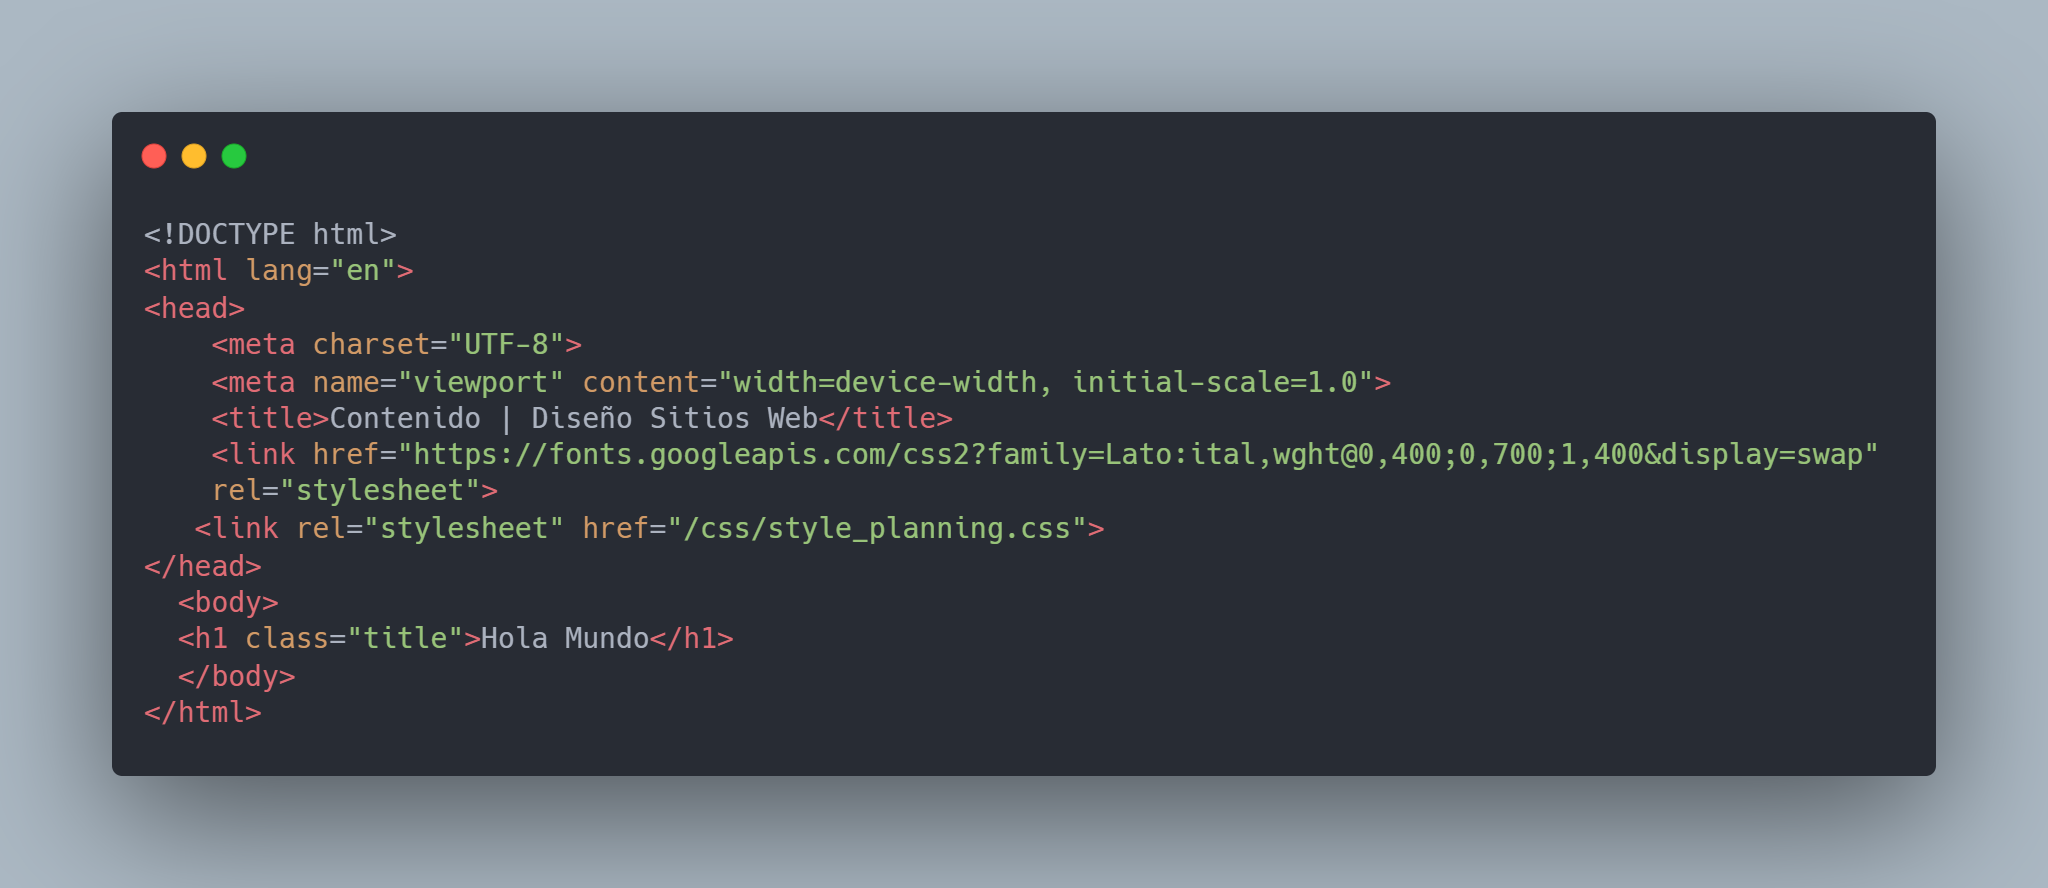 <!DOCTYPE html>
<html lang="en">
<head>
    <meta charset="UTF-8">
    <meta name="viewport" content="width=device-width, initial-scale=1.0">
    <title>Contenido | Diseño Sitios Web</title>
    <link href="https://fonts.googleapis.com/css2?family=Lato:ital,wght@0,400;0,700;1,400&display=swap"
    rel="stylesheet">
   <link rel="stylesheet" href="/css/style_planning.css">
</head>
  <body>
  <h1 class="title">Hola Mundo</h1>
  </body>
</html>